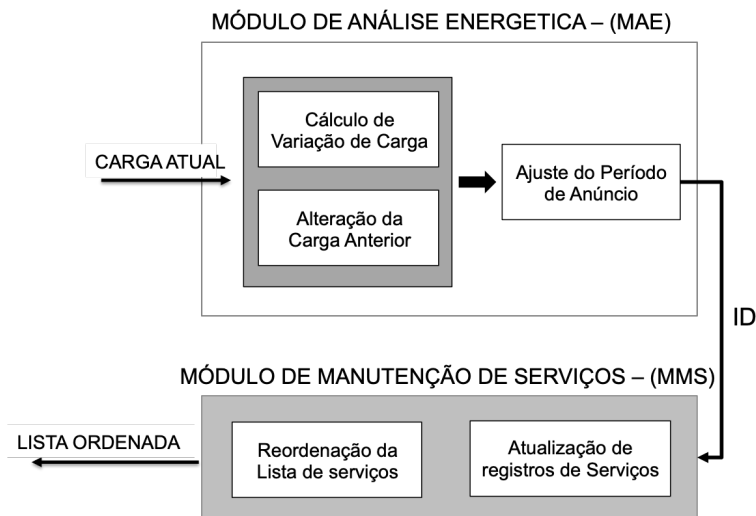 MÓDULO DE ANÁLISE ENERGETICA – (MAE)
Cálculo de
Variação de Carga
CARGA ATUAL
Ajuste do Período
de Anúncio
Alteração da
Carga Anterior
ID
MÓDULO DE MANUTENÇÃO DE SERVIÇOS – (MMS)
LISTA ORDENADA
Reordenação da
Lista de serviços
Atualização de
registros de Serviços